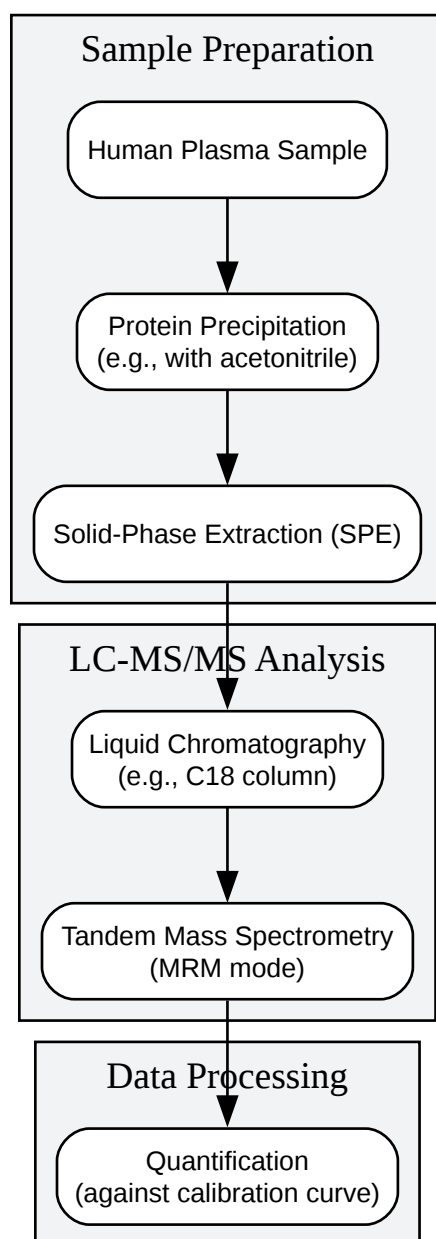 Sample Preparation
Human Plasma Sample
Protein Precipitation
(e.g., with acetonitrile)
Solid-Phase Extraction (SPE)
LC-MS/MS Analysis
Liquid Chromatography
(e.g., C18 column)
Tandem Mass Spectrometry
(MRM mode)
Data Processing
Quantification
(against calibration curve)